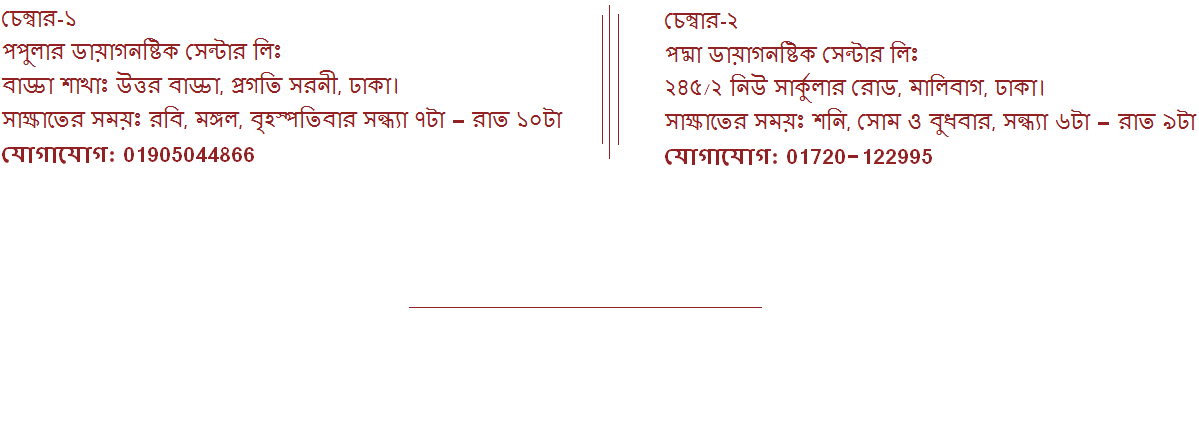 চেম্বার-১
পপুলার ডায়াগনষ্টিক সেন্টার লিঃ
বাড্ডা শাখাঃ উত্তর বাড্ডা, প্রগতি সরনী, ঢাকা।
সাক্ষাতের সময়ঃ রবি, মঙ্গল, বৃহস্পতিবার সন্ধ্যা ৭টা – রাত ১০টা
যোগাযোগ: 01905044866
চেম্বার-২
পদ্মা ডায়াগনষ্টিক সেন্টার লিঃ
২৪৫/২ নিউ সার্কুলার রোড, মালিবাগ, ঢাকা।
সাক্ষাতের সময়ঃ শনি, সোম ও বুধবার, সন্ধ্যা ৬টা – রাত ৯টা
যোগাযোগ: 01720-122995